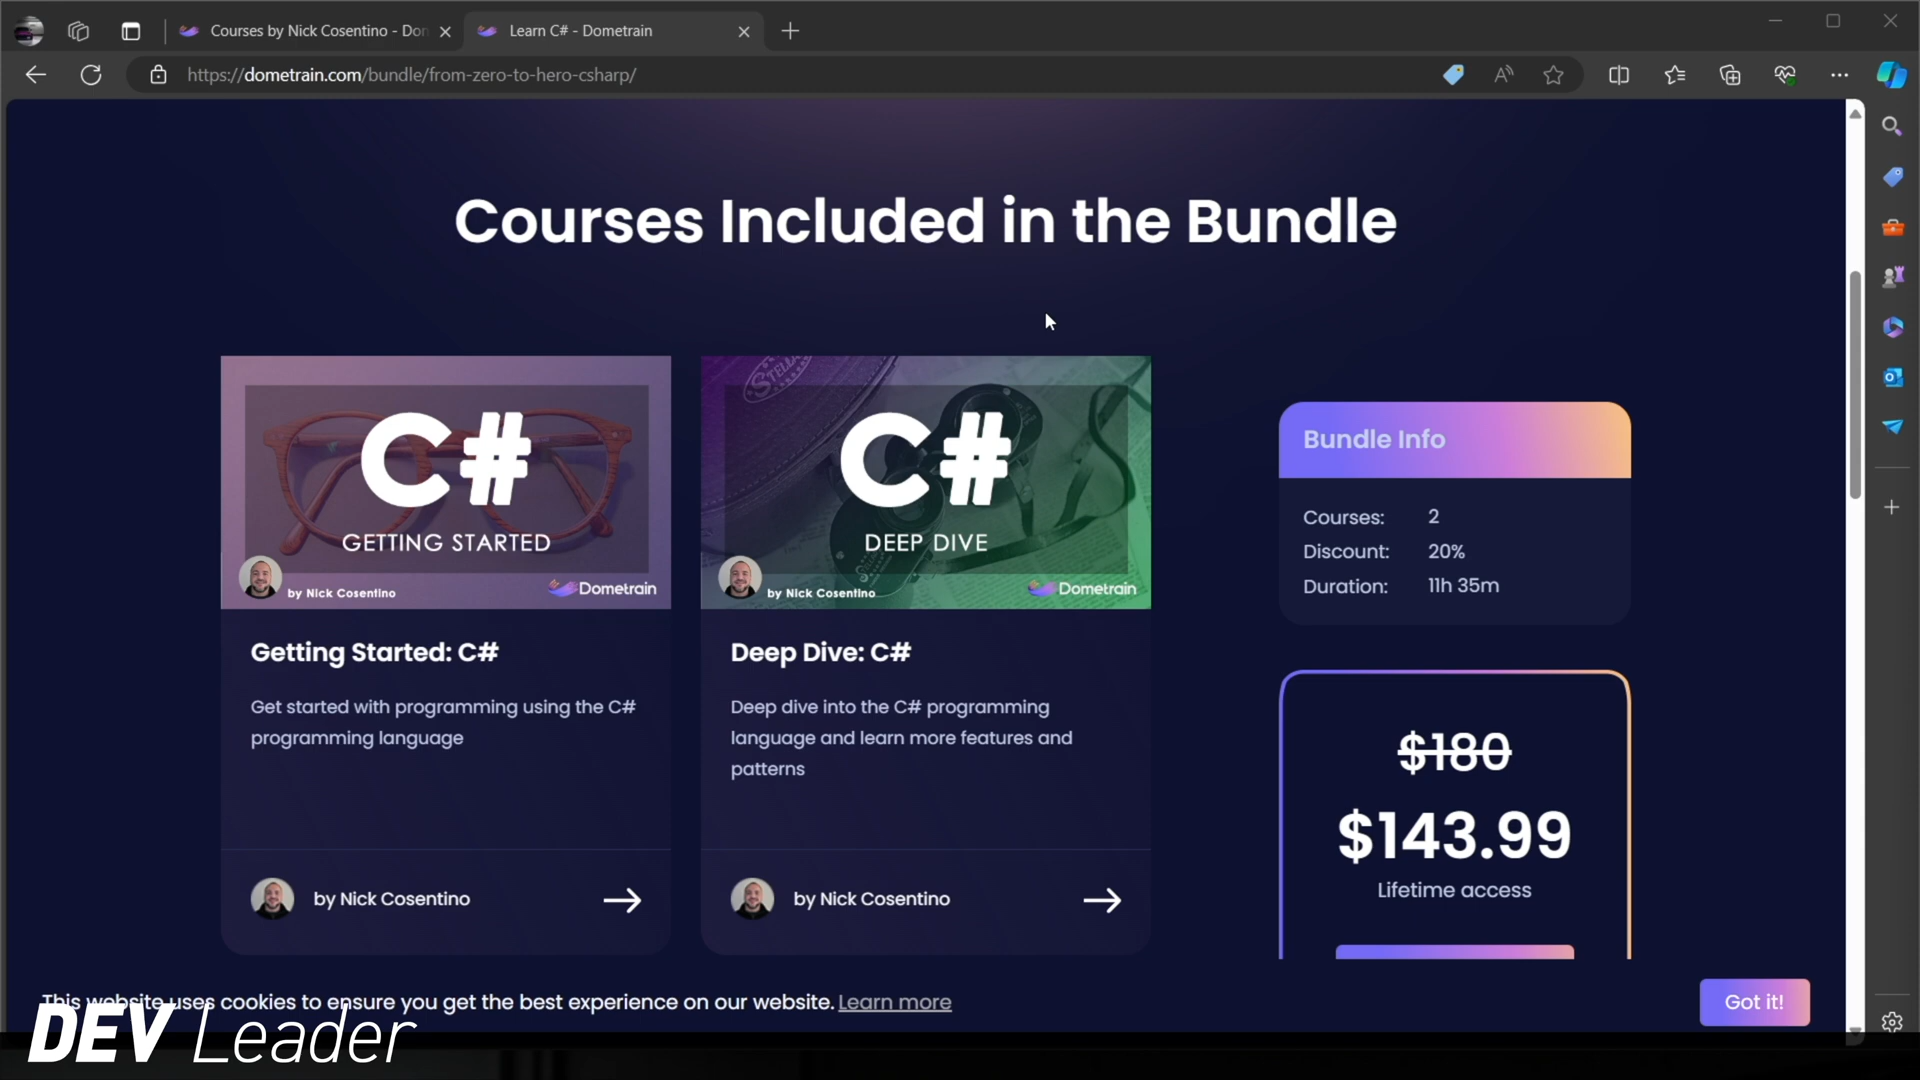 Courses by Nick Cosentino - Don
Learn C# - Dometrain
https://dometrain.com/bundle/from-zero-to-hero-csharp/
Courses Included in the Bundle
STELLA
C#
GETTING STARTED
by Nick Cosentino
Dometrain
C#
DEEP DIVE
by Nick Cosentino
Dometrain
Getting Started: C#
Get started with programming using the C#
programming language
by Nick Cosentino
Deep Dive: C#
Deep dive into the C# programming
language and learn more features and
patterns
by Nick Cosentino
Bundle Info
Courses: 2
Discount: 20%
Duration: 11h 35m
$180
$143.99
Lifetime access
This website uses cookies to ensure you get the best experience on our website. Learn more
Got it!
DEV Leader